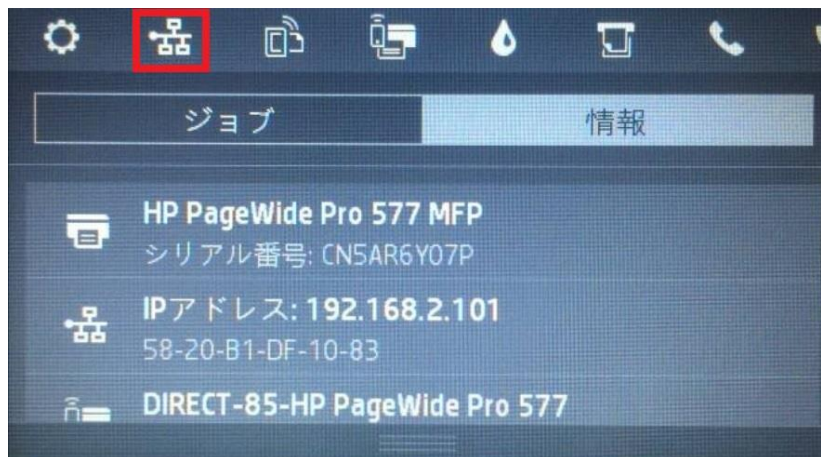 ジョブ
情報
HP PageWide Pro 577 MFP
シリアル番号: CN5AR6Y07P
IPアドレス: 192.168.2.101
58-20-B1-DF-10-83
DIRECT-85-HP PageWide Pro 577